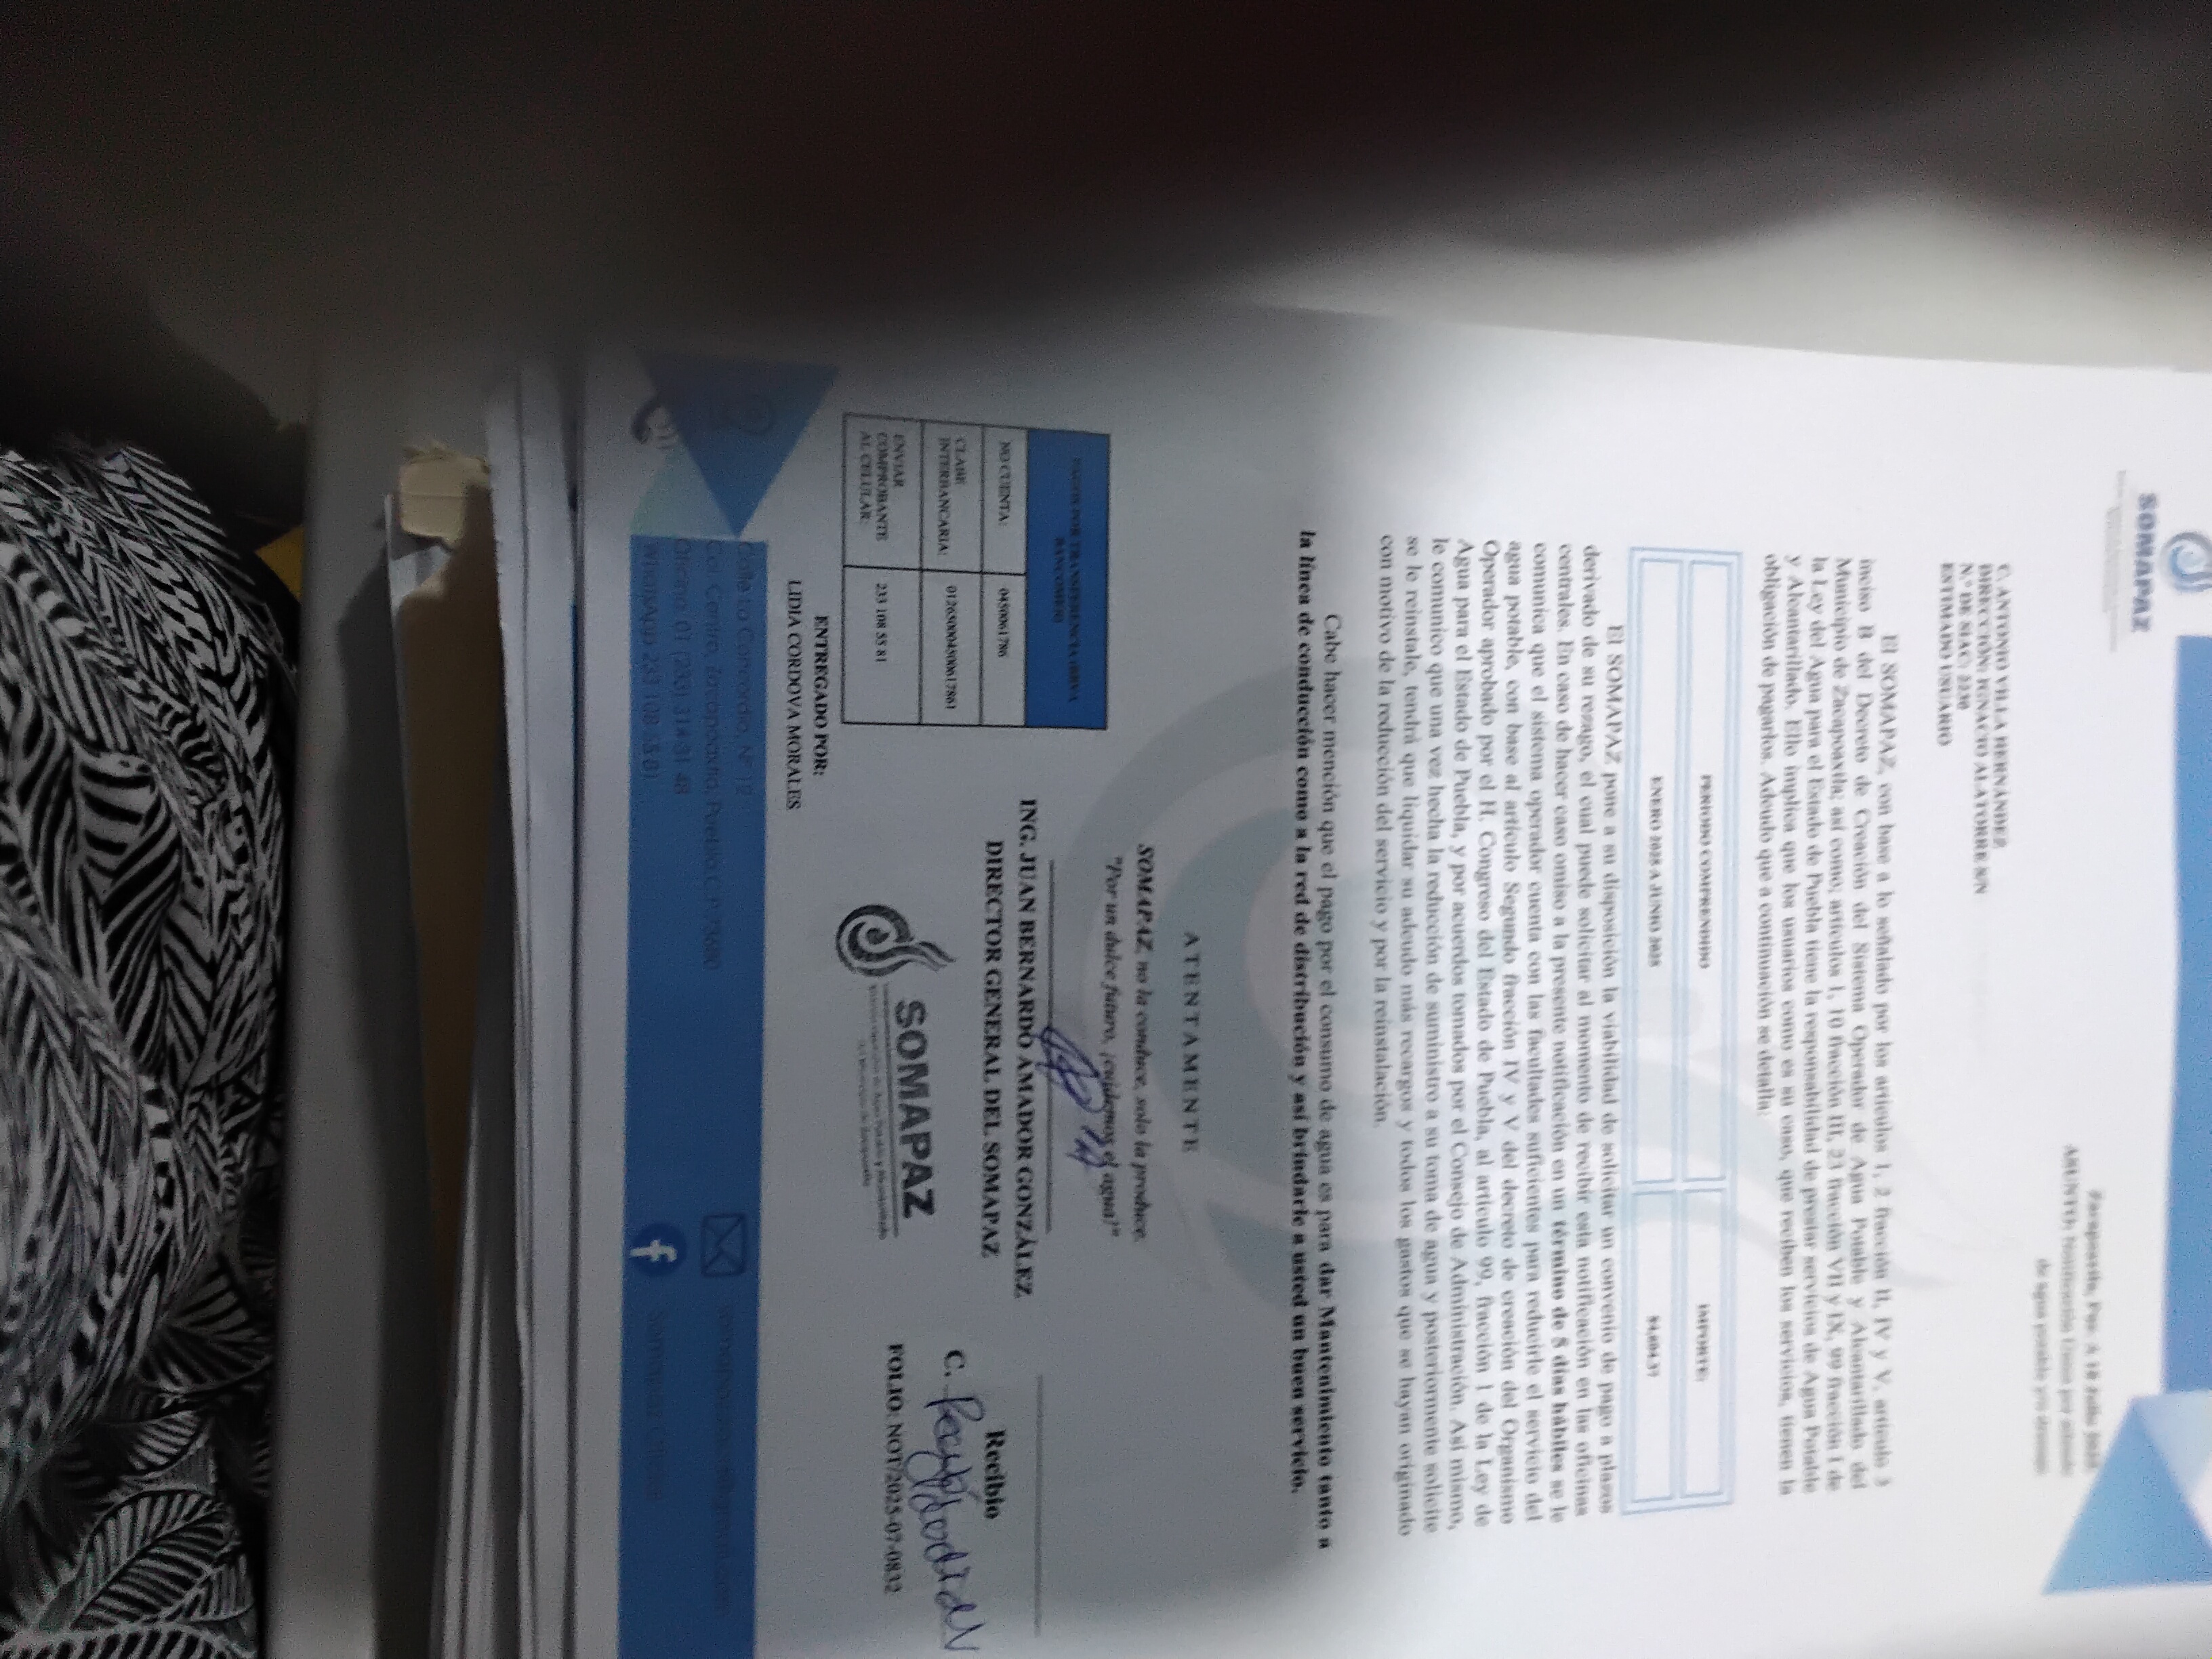 SOMAPAZ
Zacapoaxtla, Pue. A 10 Julio 2025.
ASUNTO: Notificación Única por adeudo
de agua potable y/o drenaje.
C. ANTONIO VILLA HERNÁNDEZ
DIRECCIÓN: IGNACIO ALATORRE S/N
N.° DE SIAC: 2230
ESTIMADO USUARIO
El SOMAPAZ, con base a lo señalado por los artículos 1, 2 fracción II, IV y V, artículo 3
inciso B del Decreto de Creación del Sistema Operador de Agua Potable y Alcantarillado del
Municipio de Zacapoaxtla; así como; artículos 1, 10 fracción III, 23 fracción VII y IX, 99 fracción I de
la Ley del Agua para el Estado de Puebla tiene la responsabilidad de prestar servicios de Agua Potable
y Alcantarillado. Ello implica que los usuarios como es su caso, que reciben los servicios, tienen la
obligación de pagarlos. Adeudo que a continuación se detalla:
PERIODO COMPRENDIDO IMPORTE:
ENERO 2025 A JUNIO 2025
El SOMAPAZ pone a su disposición la viabilidad de solicitar un convenio de pago a plazos
derivado de su rezago, el cual puede solicitar al momento de recibir esta notificación en las oficinas
centrales. En caso de hacer caso omiso a la presente notificación en un término de 5 días hábiles se le
comunica que el sistema operador cuenta con las facultades suficientes para reducirle el servicio del
agua potable, con base al artículo Segundo fracción IV y V del decreto de creación del Organismo
Operador aprobado por el H. Congreso del Estado de Puebla, al artículo 99, fracción 1 de la Ley de
Agua para el Estado de Puebla, y por acuerdos tomados por el Consejo de Administración. Así mismo,
le comunico que una vez hecha la reducción de suministro a su toma de agua y posteriormente solicite
se le reinstale, tendrá que liquidar su adeudo más recargos y todos los gastos que se hayan originado
con motivo de la reducción del servicio y por la reinstalación.
Cabe hacer mención que el pago por el consumo de agua es para dar Mantenimiento tanto a
la línea de conducción como a la red de distribución y así brindarle a usted un buen servicio.
ATENTAMENTE
SOMAPAZ, no la conduce, solo la produce.
"Por un dulce futuro, ¡cuidemos el agua!"
ING. JUAN BERNARDO AMADOR GONZÁLEZ
DIRECTOR GENERAL DEL SOMAPAZ
PAGOS POR TRANSFERENCIA (BBVA
BANCOMER)
NO CUENTA: 0450061786
CLABE
INTERBANCARIA: 012650004500617861
ENVIAR
COMPROBANTE
AL CELULAR: 233 108 55 81
Recibio
C.
FOLIO: NOT/2025-07-0832
SOMAPAZ
Sistema Operador de Agua Potable y Alcantarillado
del Municipio de Zacapoaxtla
ENTREGADO POR:
LIDIA CORDOVA MORALES
Calle La Concordia, N° 12
Col. Centro, Zacapoaxtla, Puebla C.P. 73680
Oficina: 01 (233) 314 31 48
WhatsApp 233 108 55 81